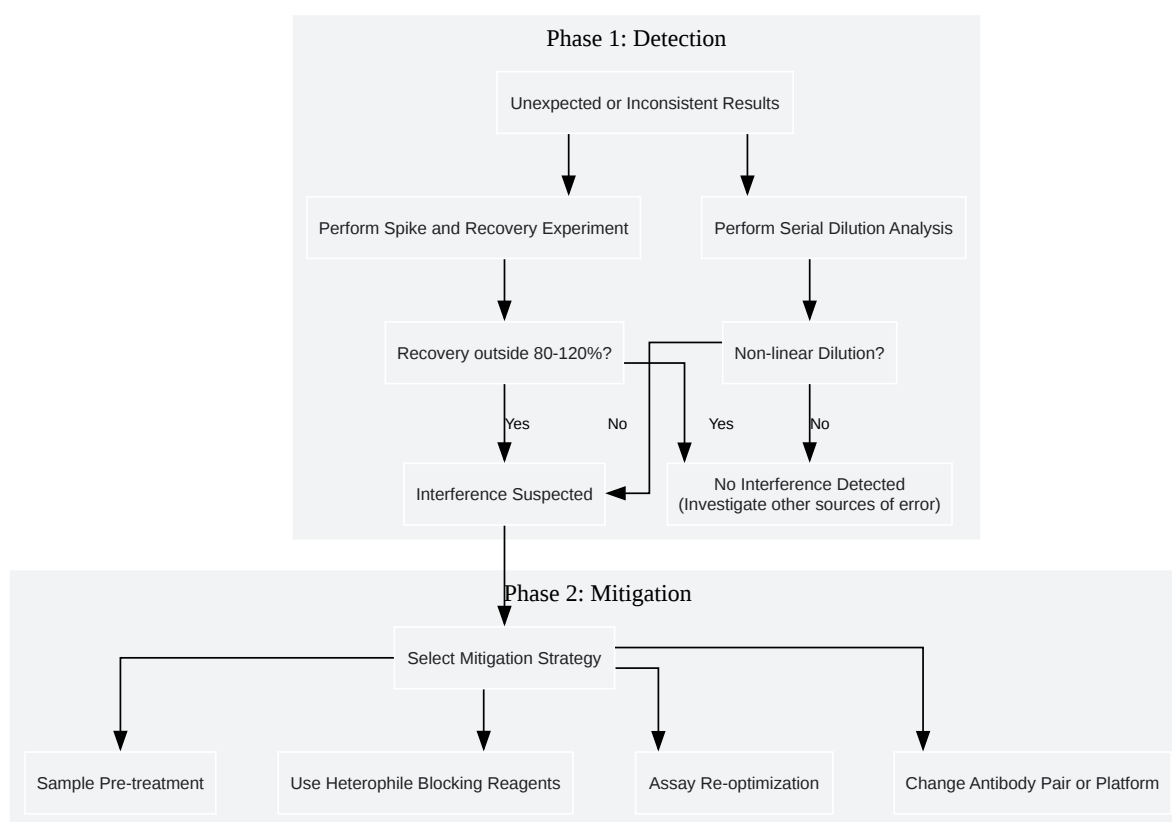 Phase 1: Detection
Unexpected or Inconsistent Results
Perform Spike and Recovery Experiment
Perform Serial Dilution Analysis
Recovery outside 80-120%?
Non-linear Dilution?
Yes
No
Yes
No
Interference Suspected
No Interference Detected
(Investigate other sources of error)
Phase 2: Mitigation
Select Mitigation Strategy
Sample Pre-treatment
Use Heterophile Blocking Reagents
Assay Re-optimization
Change Antibody Pair or Platform